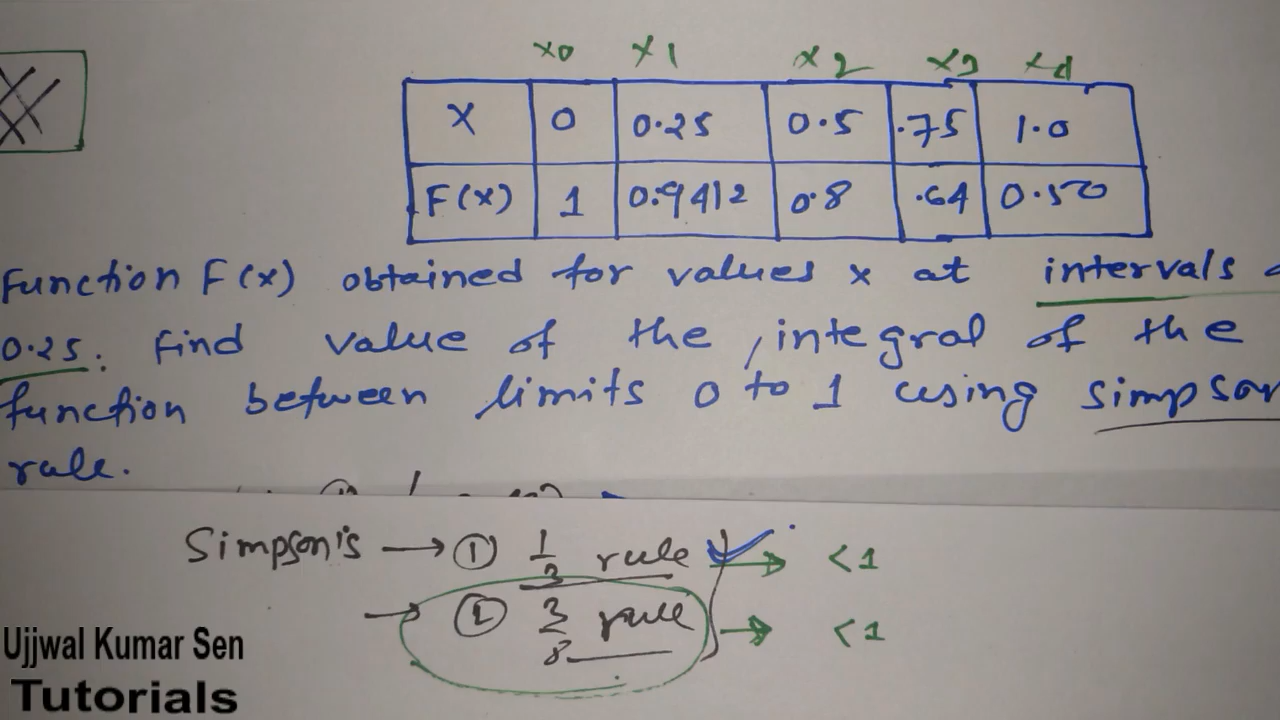 x0 x1 x2 x3 x4
X 0 0.25 0.5 .75 1.0
F(x) 1 0.9412 0.8 .64 0.50
Function F(x) obtained for values x at intervals
0.25. Find value of the integral of the
function between limits 0 to 1 using simpson
rule.
Simpson's → ① 1/3 rule → <1
→ ② 3/8 rule → <1
Ujjwal Kumar Sen
Tutorials